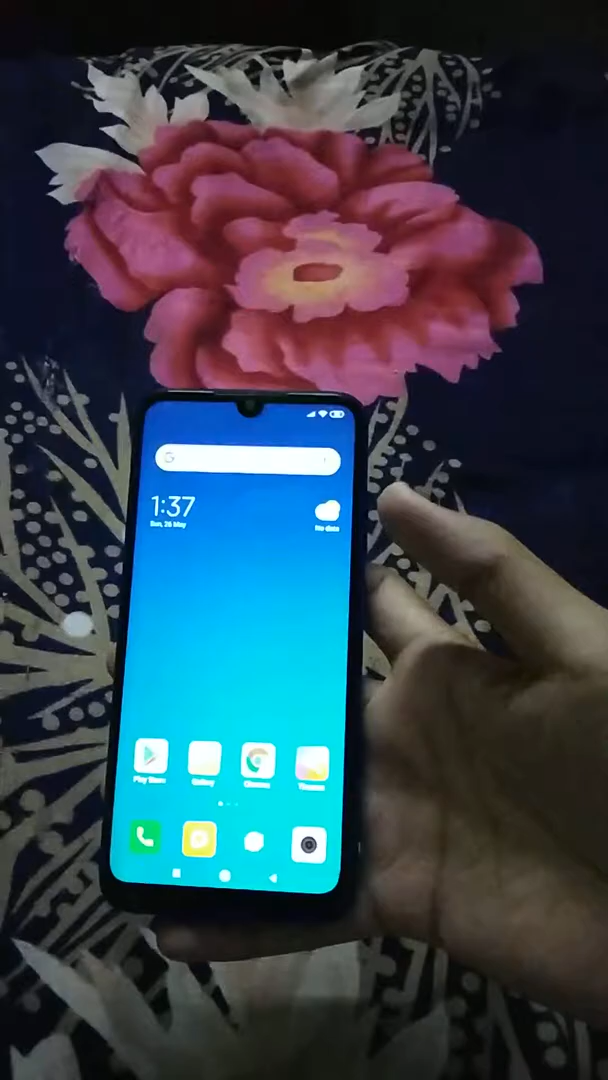 G
1:37
Sun, 26 May
No data
Play Store
Gallery
Chrome
Themes